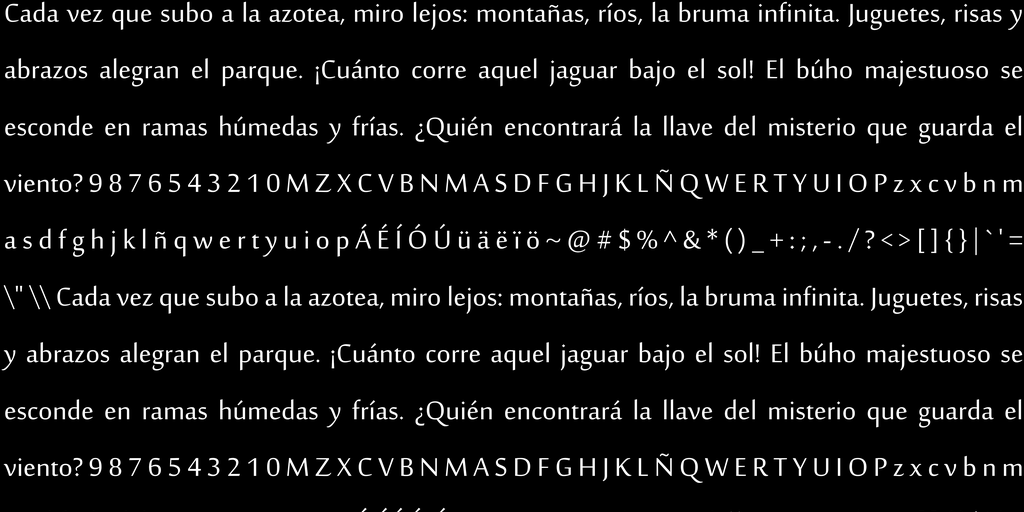 Cada vez que subo a la azotea, miro lejos: montañas, ríos, la bruma infinita. Juguetes, risas y
abrazos alegran el parque. ¡Cuánto corre aquel jaguar bajo el sol! El búho majestuoso se
esconde en ramas húmedas y frías. ¿Quién encontrará la llave del misterio que guarda el
viento? 9 8 7 6 5 4 3 2 1 0 M Z X C V B N M A S D F G H J K L Ñ Q W E R T Y U I O P z x c v b n m
a s d f g h j k l ñ q w e r t y u i o p Á É Í Ó Ú ü ä ë ï ö ~ @ # $ % ^ & * ( ) _ + : ; , - . / ? < > [ ] { } | ` ' =
\" \\ Cada vez que subo a la azotea, miro lejos: montañas, ríos, la bruma infinita. Juguetes, risas
y abrazos alegran el parque. ¡Cuánto corre aquel jaguar bajo el sol! El búho majestuoso se
esconde en ramas húmedas y frías. ¿Quién encontrará la llave del misterio que guarda el
viento? 9 8 7 6 5 4 3 2 1 0 M Z X C V B N M A S D F G H J K L Ñ Q W E R T Y U I O P z x c v b n m